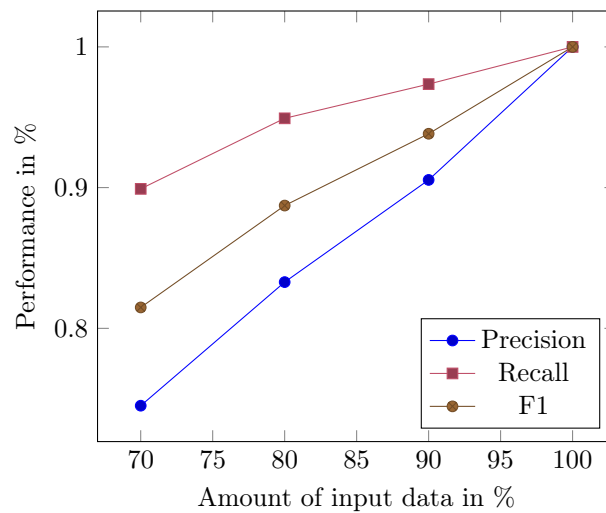 1
0.9
0.8
Performance in %
Precision
Recall
F1
70 75 80 85 90 95 100
Amount of input data in %